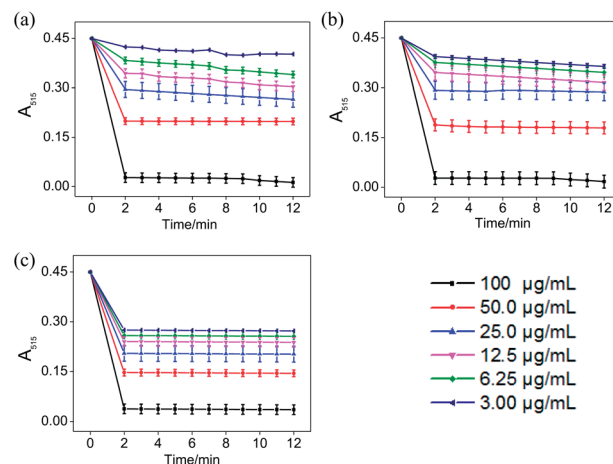 (a)
0.45
0.30
0.15
0.00
A515
0 2 4 6 8 10 12
Time/min
(b)
0.45
0.30
0.15
0.00
A515
0 2 4 6 8 10 12
Time/min
(c)
0.45
0.30
0.15
0.00
A515
0 2 4 6 8 10 12
Time/min
100 µg/mL
50.0 µg/mL
25.0 µg/mL
12.5 µg/mL
6.25 µg/mL
3.00 µg/mL